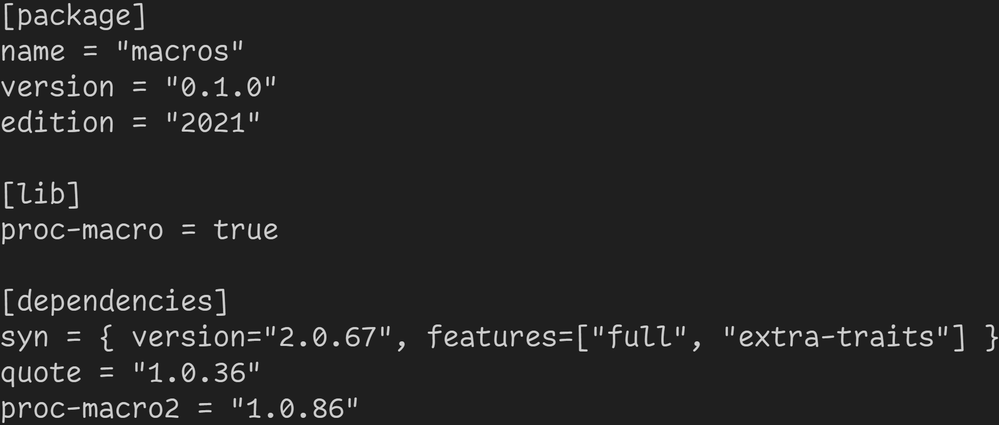 [package]
name = "macros"
version = "0.1.0"
edition = "2021"

[lib]
proc-macro = true

[dependencies]
syn = { version="2.0.67", features=["full", "extra-traits"] }
quote = "1.0.36"
proc-macro2 = "1.0.86"